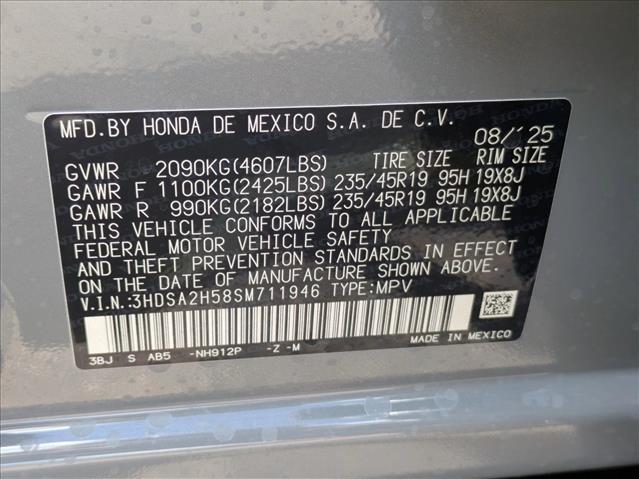 MFD.BY HONDA DE MEXICO S.A. DE C.V. 08/'25
GVWR 2090KG(4607LBS) TIRE SIZE RIM SIZE
GAWR F 1100KG(2425LBS) 235/45R19 95H 19X8J
GAWR R 990KG(2182LBS) 235/45R19 95H 19X8J
THIS VEHICLE CONFORMS TO ALL APPLICABLE
FEDERAL MOTOR VEHICLE SAFETY
AND THEFT PREVENTION STANDARDS IN EFFECT
ON THE DATE OF MANUFACTURE SHOWN ABOVE.
V.I.N.:3HDSA2H58SM711946 TYPE:MPV
3BJ S AB5 -NH912P -Z -M MADE IN MEXICO